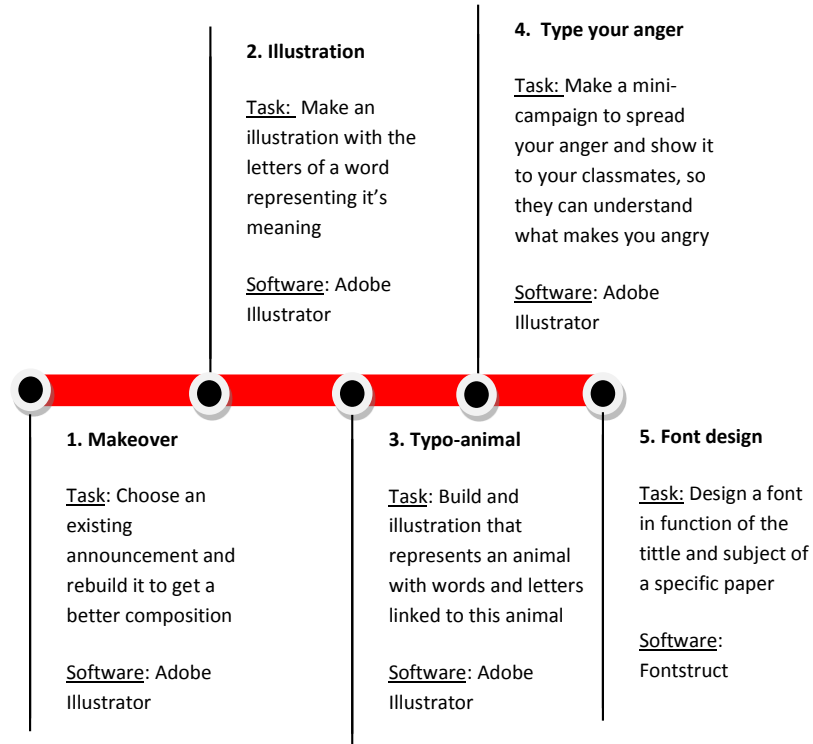 1. Makeover
Task: Choose an
existing
announcement and
rebuild it to get a
better composition
Software: Adobe
Illustrator
2. Illustration
Task: Make an
illustration with the
letters of a word
representing it's
meaning
Software: Adobe
Illustrator
3. Typo-animal
Task: Build and
illustration that
represents an animal
with words and letters
linked to this animal
Software: Adobe
Illustrator
4. Type your anger
Task: Make a mini-
campaign to spread
your anger and show it
to your classmates, so
they can understand
what makes you angry
Software: Adobe
Illustrator
5. Font design
Task: Design a font
in function of the
tittle and subject of
a specific paper
Software:
Fontstruct